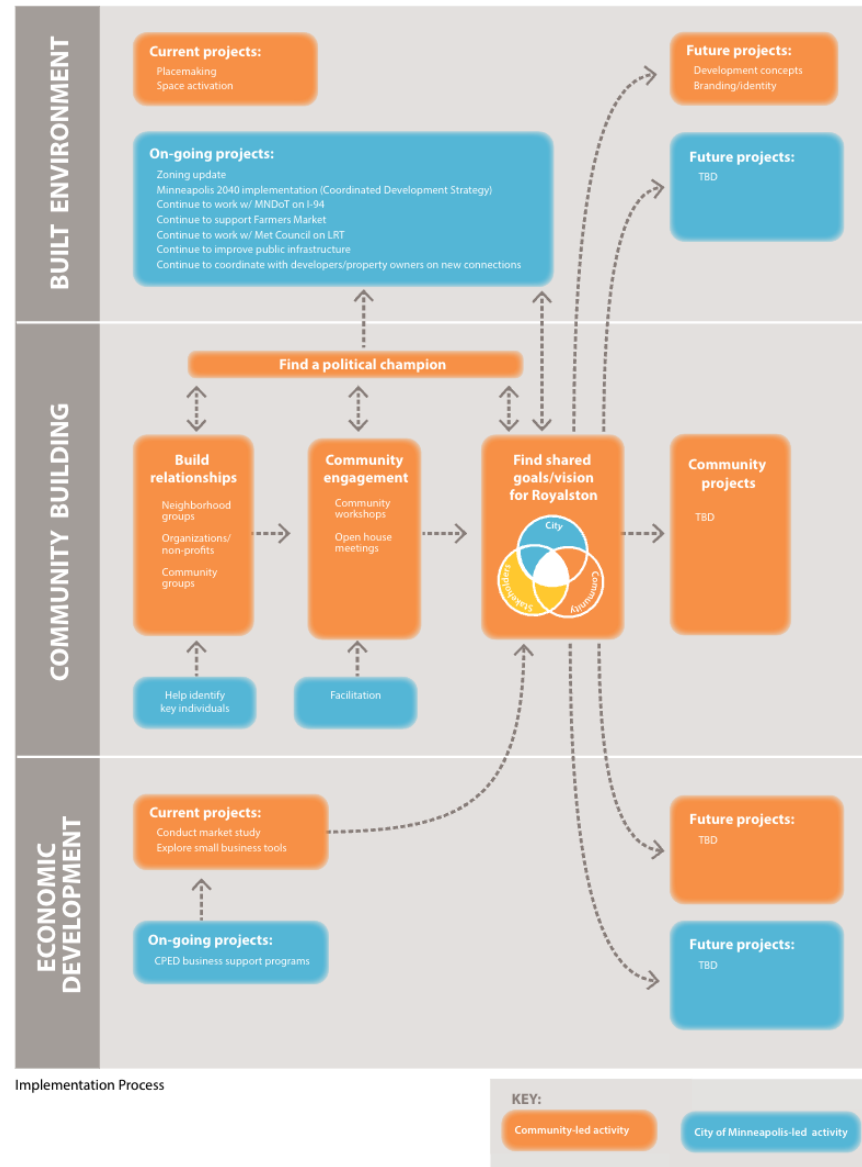 BUILT ENVIRONMENT
Current projects:
Placemaking
Space activation
Future projects:
Development concepts
Branding/identity
On-going projects:
Zoning update
Minneapolis 2040 implementation (Coordinated Development Strategy)
Continue to work w/ MNDoT on I-94
Continue to support Farmers Market
Continue to work w/ Met Council on LRT
Continue to improve public infrastructure
Continue to coordinate with developers/property owners on new connections
Future projects:
TBD
COMMUNITY BUILDING
Find a political champion
Build
relationships
Neighborhood
groups
Organizations/
non-profits
Community
groups
Community
engagement
Community
workshops
Open house
meetings
Find shared
goals/vision
for Royalston
City
Stakeholders
Community
Community
projects
TBD
Help identify
key individuals
Facilitation
ECONOMIC
DEVELOPMENT
Current projects:
Conduct market study
Explore small business tools
Future projects:
TBD
On-going projects:
CPED business support programs
Future projects:
TBD
Implementation Process
KEY:
Community-led activity
City of Minneapolis-led activity